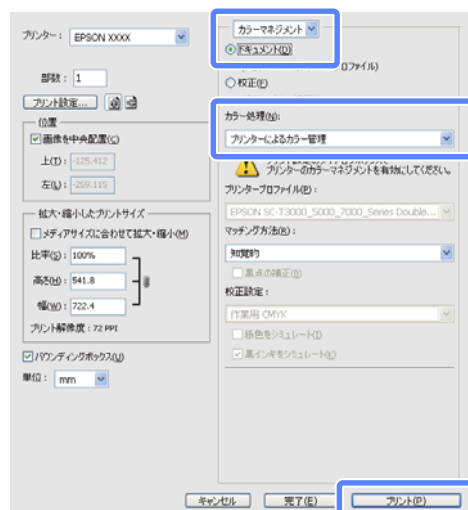 プリンター： EPSON XXXX
部数： 1
プリント設定...
位置
画像を中央配置(C)
上(T)： -125.412
左(L)： -259.115
拡大・縮小したプリントサイズ
メディアサイズに合わせて拡大・縮小(M)
比率(S)： 100%
高さ(H)： 541.8
幅(W)： 722.4
プリント解像度：72 PPI
バウンディングボックス(U)
単位： mm
カラーマネジメント
ドキュメント(D)
ロファイル)
校正(F)
カラー処理(N)：
プリンターによるカラー管理
プリンターのカラーマネジメントを有効にしてください。
プリンタープロファイル(P)：
EPSON SC-T3000_5000_7000_Series Double...
マッチング方法(R)：
知覚的
黒点の補正(B)
校正設定：
作業用 CMYK
紙色をシミュレート(I)
黒インキをシミュレート(K)
キャンセル 完了(E) プリント(P)